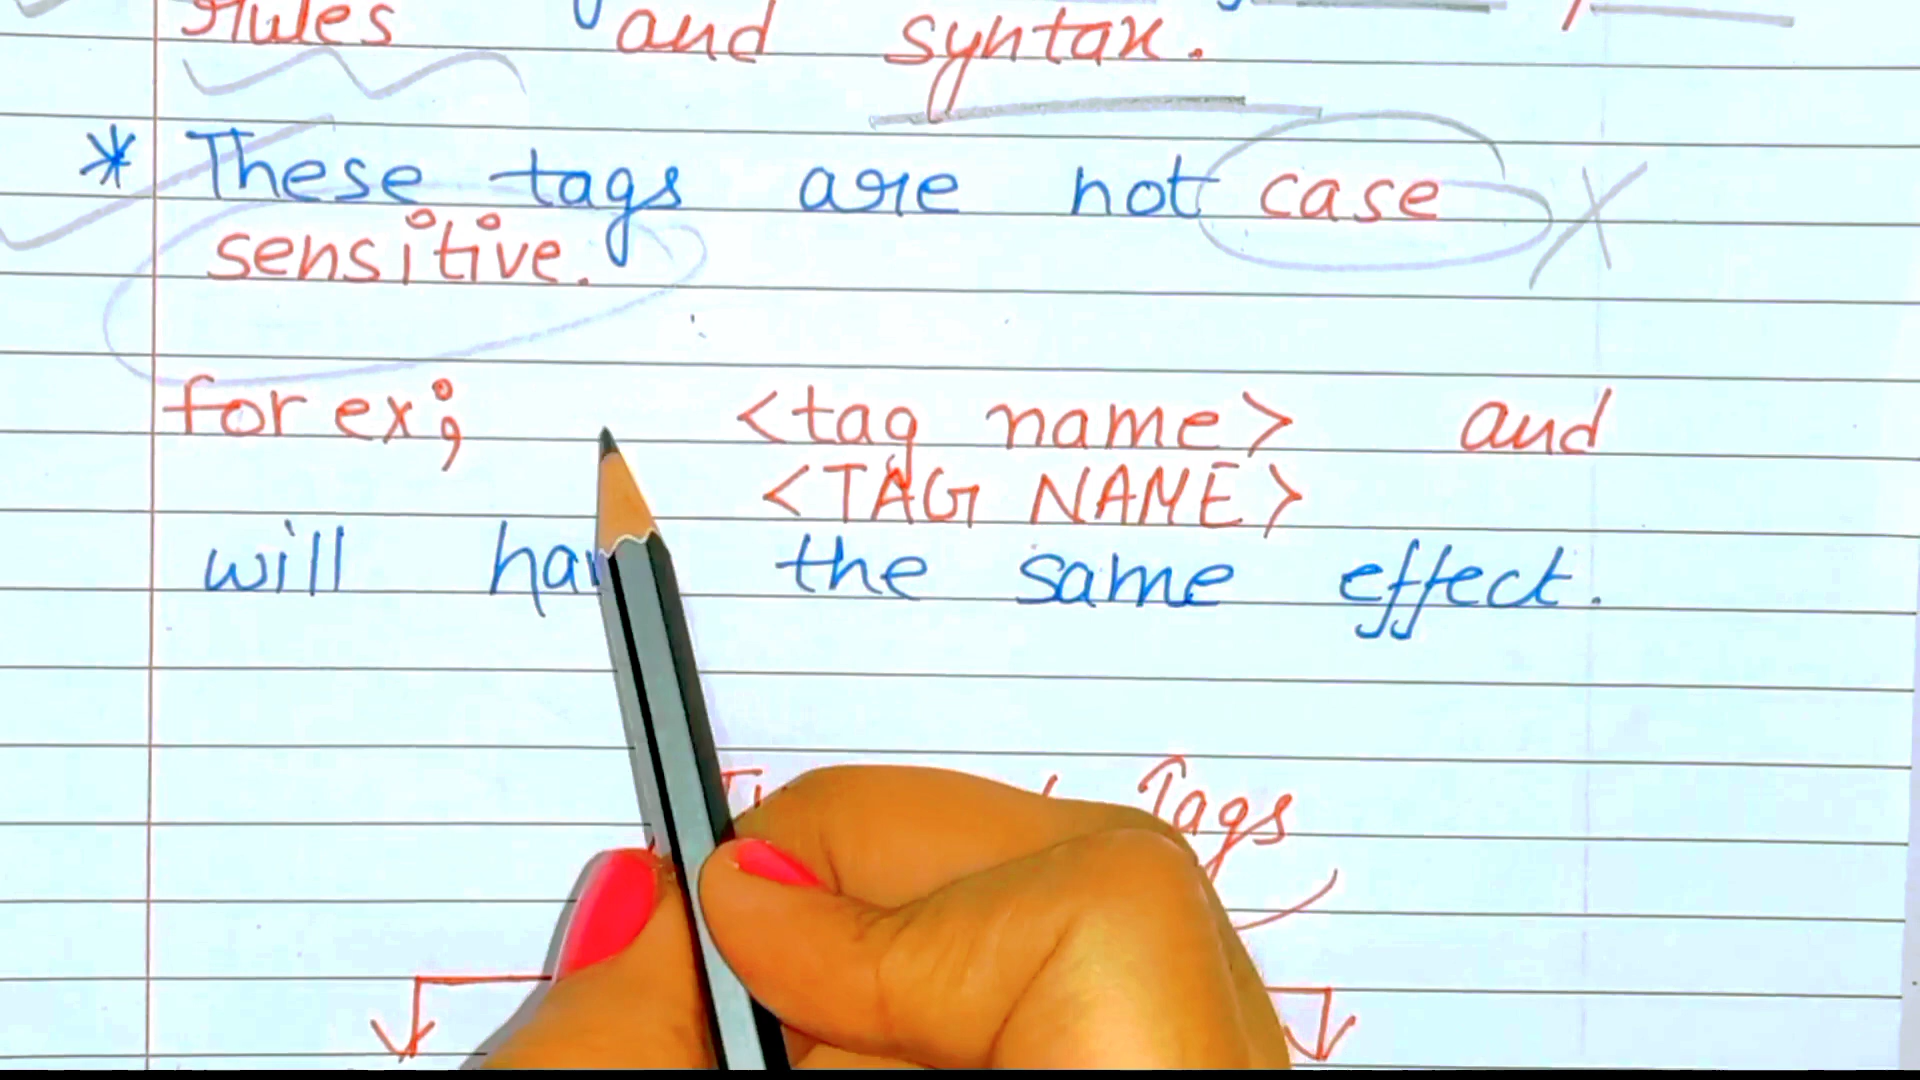 rules and syntax.
* These tags are not case
sensitive.
for ex; <tag name> and
<TAG NAME>
will the same effect.
Tags